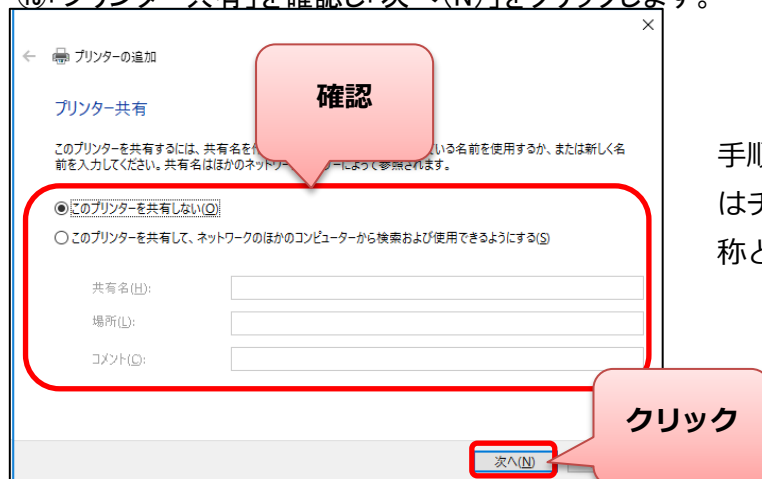 「プリンター共有」を確認し「次へ(N)」をクリックします。
プリンターの追加
確認
プリンター共有
このプリンターを共有するには、共有名を
いる名前を使用するか、または新しく名
前を入力してください。共有名はほかのネットワー
ーによって参照されます。
このプリンターを共有しない(O)
このプリンターを共有して、ネットワークのほかのコンピューターから検索および使用できるようにする(S)
共有名(H):
場所(L):
コメント(C):
手順
は
称と
クリック
次へ(N)